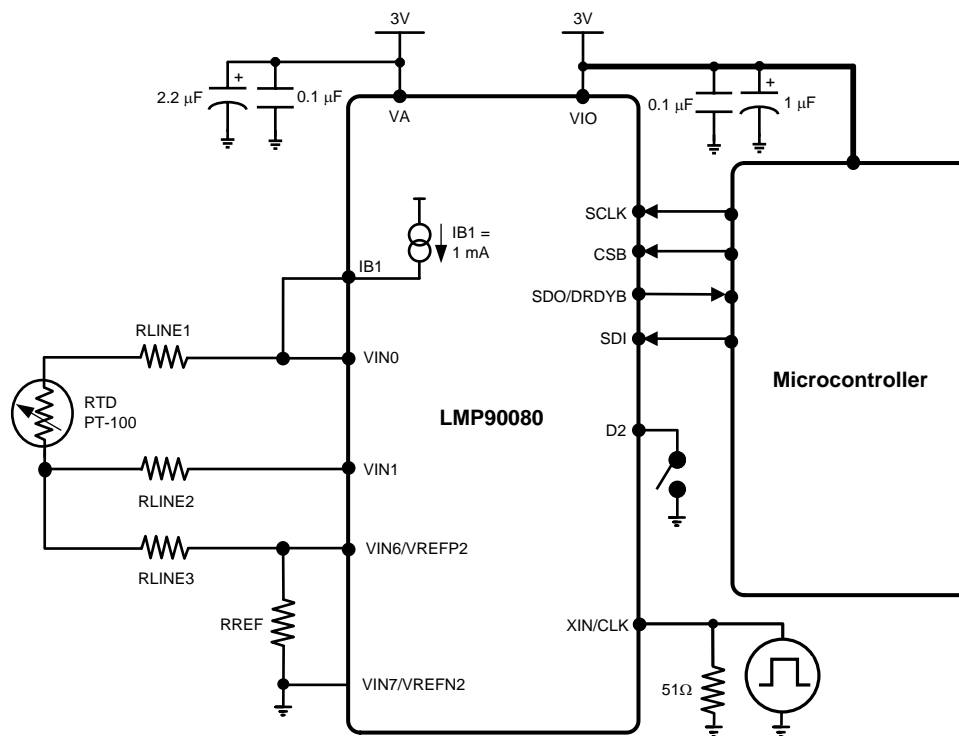 3V
3V
+
2.2 µF
0.1 µF
+
0.1 µF
1 µF
VA
VIO
IB1 =
1 mA
IB1
SCLK
CSB
SDO/DRDYB
SDI
RLINE1
VIN0
RTD
PT-100
LMP90080
Microcontroller
D2
VIN1
RLINE2
VIN6/VREFP2
RLINE3
RREF
XIN/CLK
51Ω
VIN7/VREFN2